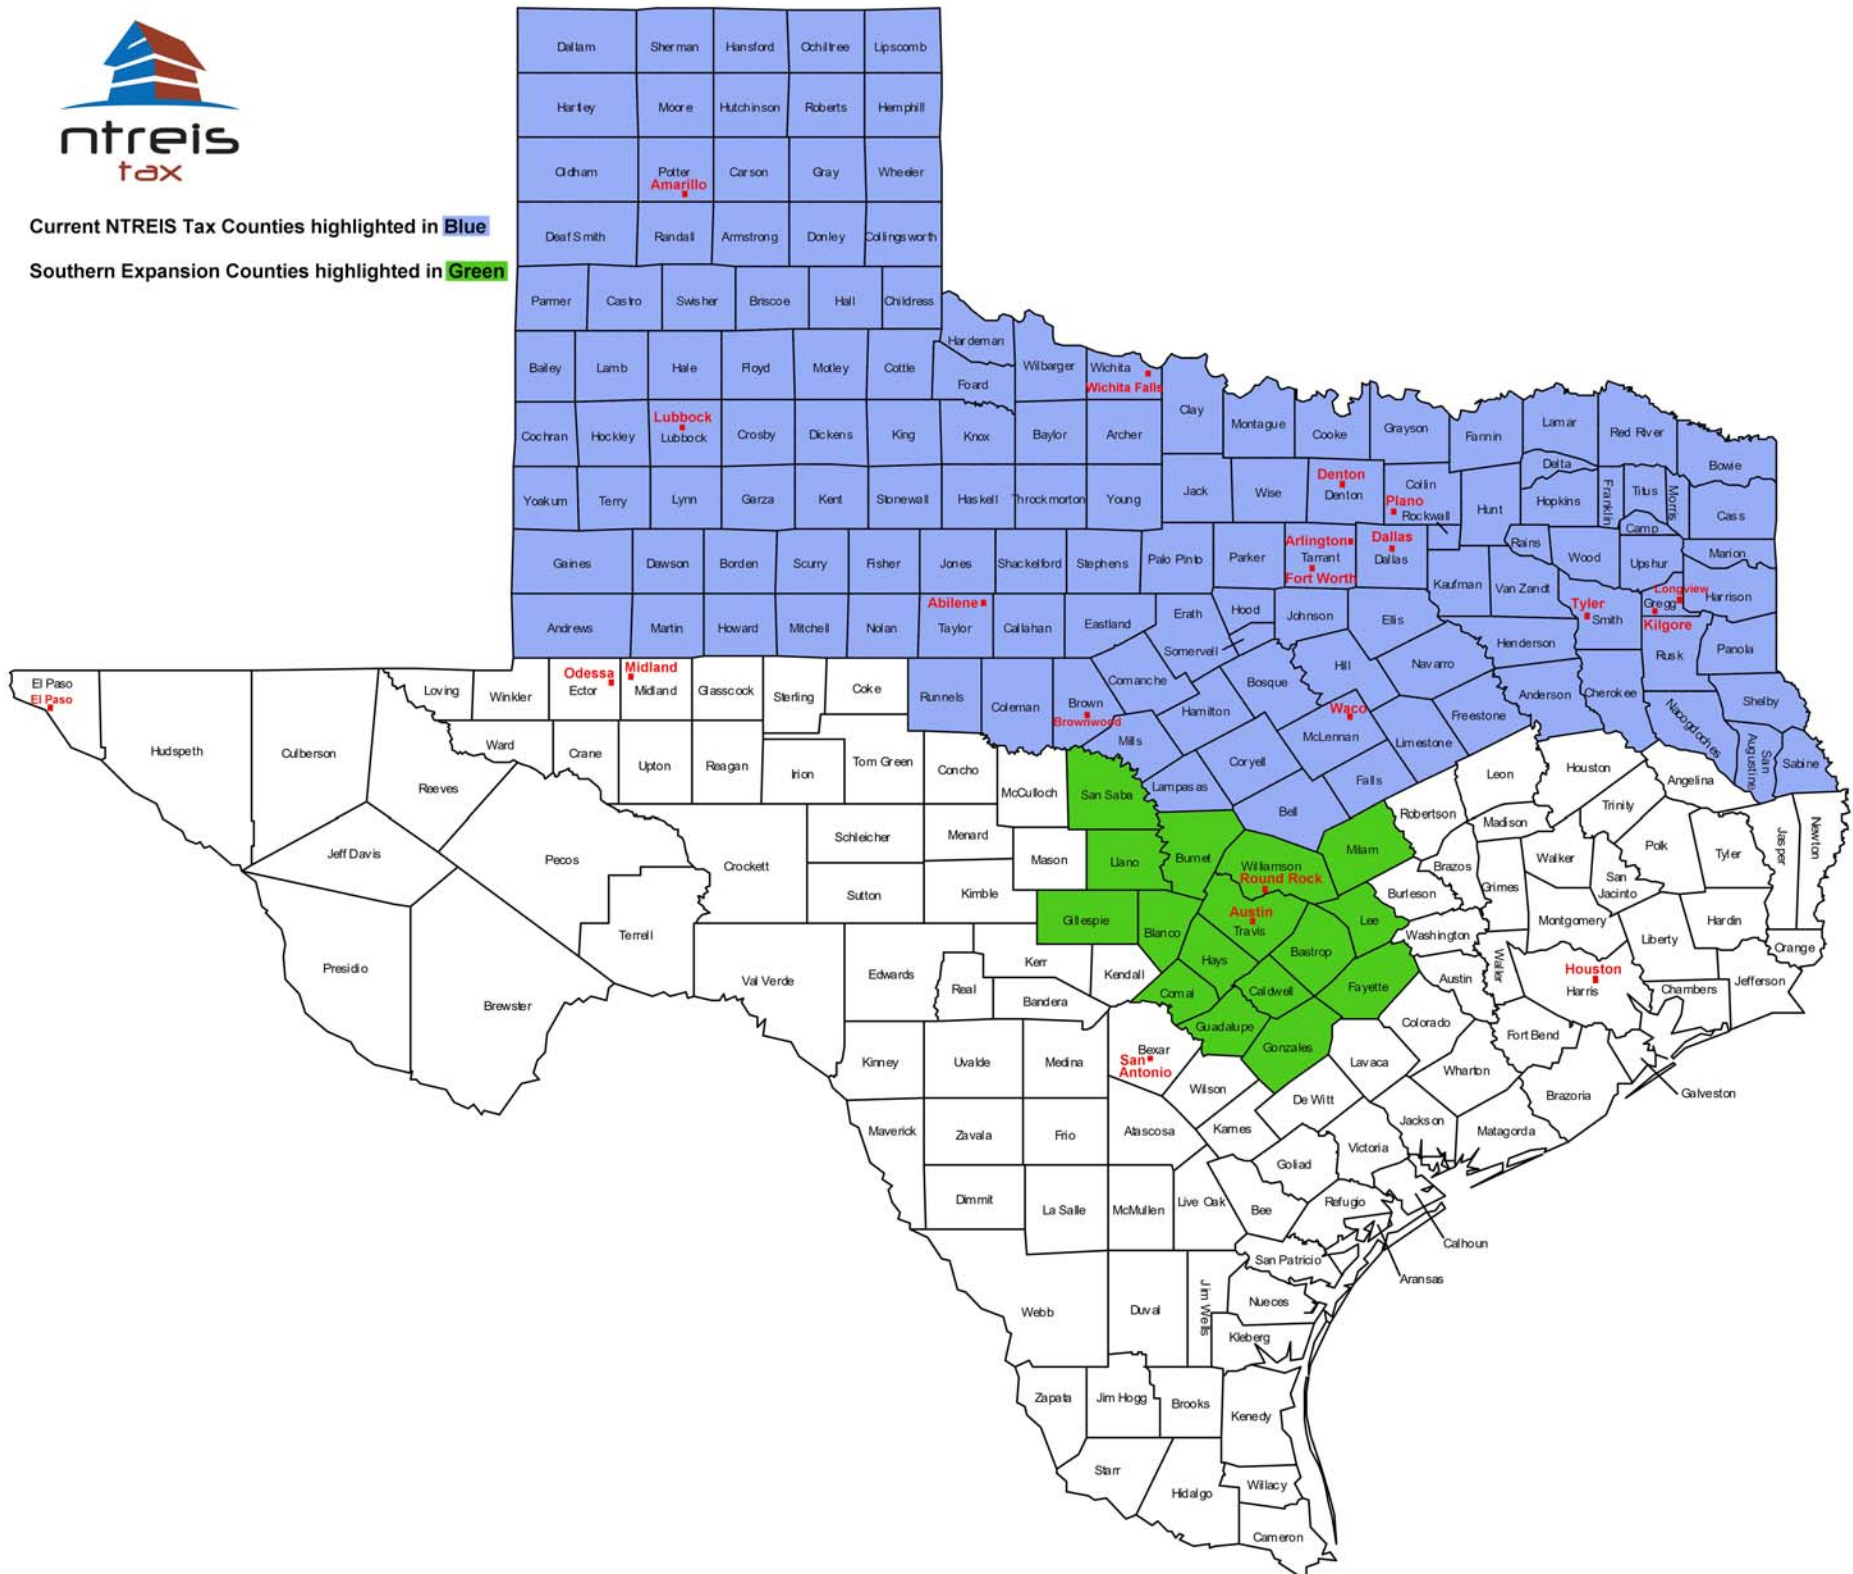 ntreis
tax
Current NTREIS Tax Counties highlighted in Blue
Southern Expansion Counties highlighted in Green
Dallam Sherman Hansford Ochiltree Lipscomb
Hartley Moore Hutchinson Roberts Hemphill
Oldham Potter Carson Gray Wheeler
Amarillo
Deaf Smith Randall Armstrong Donley Collingsworth
Parmer Castro Swisher Briscoe Hall Childress
Hardeman
Bailey Lamb Hale Floyd Motley Cottle Foard Wilbarger Wichita
Wichita Falls
Clay Montague Cooke Grayson Fannin Lamar Red River Bowie
Lubbock
Cochran Hockley Lubbock Crosby Dickens King Knox Baylor Archer
Delta
Yoakum Terry Lynn Garza Kent Stonewall Haskell Throckmorton Young Jack Wise
Denton
Denton
Collin
Plano
Rockwall
Hunt Hopkins Franklin Titus Morris Cass
Camp
Gaines Dawson Borden Scurry Fisher Jones Shackelford Stephens Palo Pinto Parker
Arlington
Tarrant
Fort Worth
Dallas
Dallas
Rains Wood Upshur Marion
Kaufman Van Zandt
Longview
Gregg
Harrison
Tyler
Smith
Kilgore
Andrews Martin Howard Mitchell Nolan
Abilene
Taylor
Callahan Eastland Erath Hood Johnson Ellis
Somervell
Henderson Rusk Panola
El Paso
El Paso
Hudspeth Culberson Loving Winkler
Odessa
Ector
Midland
Midland
Glasscock Sterling Coke Runnels Coleman Brown
Brownwood
Comanche Bosque Hill Navarro Anderson Cherokee Nacogdoches Shelby
Hamilton
Waco
McLennan Limestone Freestone
San
Augustine
Sabine
Ward Crane Upton Reagan Irion Tom Green Concho McCulloch
Mills Coryell Falls
Reeves
San Saba Lampasas Bell Robertson Leon Houston Angelina
Trinity
Madison
Jeff Davis Pecos Crockett Schleicher Menard Mason Llano Burnet Williamson
Round Rock
Milam Brazos Grimes Walker
San
Jacinto
Polk Tyler Jasper Newton
Sutton Kimble Burleson
Presidio Brewster Terrell
Gillespie Blanco
Austin
Travis
Lee Washington Montgomery Liberty Hardin Orange
Val Verde Edwards Real Kerr Kendall Hays Bastrop
Bandera Comal Caldwell Fayette Austin Waller
Houston
Harris
Chambers Jefferson
Guadalupe Gonzales Colorado Fort Bend
Kinney Uvalde Medina Bexar
San
Antonio
Wilson Lavaca Wharton Brazoria Galveston
Maverick Zavala Frio Atascosa Karnes De Witt Jackson Matagorda
Victoria
Goliad
Dimmit La Salle McMullen Live Oak Bee Refugio
Calhoun
San Patricio
Aransas
Webb Duval Jim Wells Nueces
Kleberg
Zapata Jim Hogg Brooks Kenedy
Starr Hidalgo Willacy
Cameron